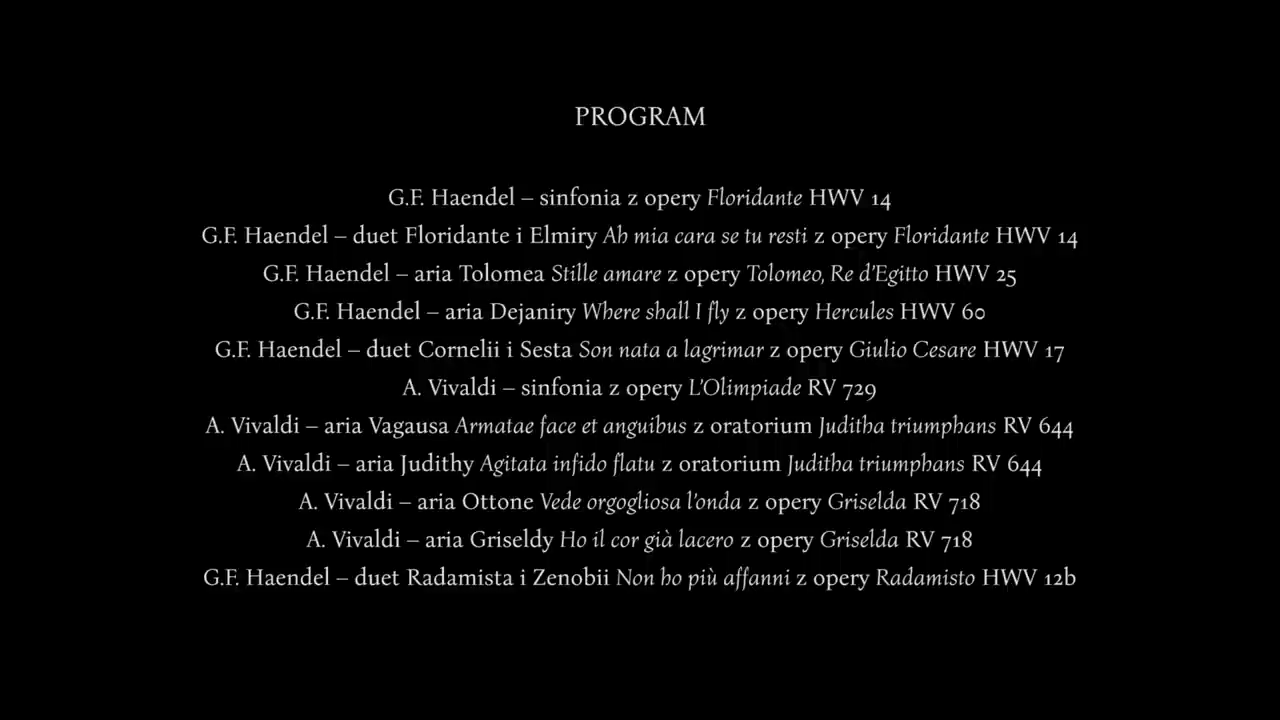 PROGRAM
G.F. Haendel – sinfonia z opery Floridante HWV 14
G.F. Haendel – duet Floridante i Elmiry Ah mia cara se tu resti z opery Floridante HWV 14
G.F. Haendel – aria Tolomea Stille amare z opery Tolomeo, Re d'Egitto HWV 25
G.F. Haendel – aria Dejaniry Where shall I fly z opery Hercules HWV 60
G.F. Haendel – duet Cornelii i Sesta Son nata a lagrimar z opery Giulio Cesare HWV 17
A. Vivaldi – sinfonia z opery L'Olimpiade RV 729
A. Vivaldi – aria Vagausa Armatae face et anguibus z oratorium Juditha triumphans RV 644
A. Vivaldi – aria Judithy Agitata infido flatu z oratorium Juditha triumphans RV 644
A. Vivaldi – aria Ottone Vede orgogliosa l'onda z opery Griselda RV 718
A. Vivaldi – aria Griseldy Ho il cor già lacero z opery Griselda RV 718
G.F. Haendel – duet Radamista i Zenobii Non ho più affanni z opery Radamisto HWV 12b